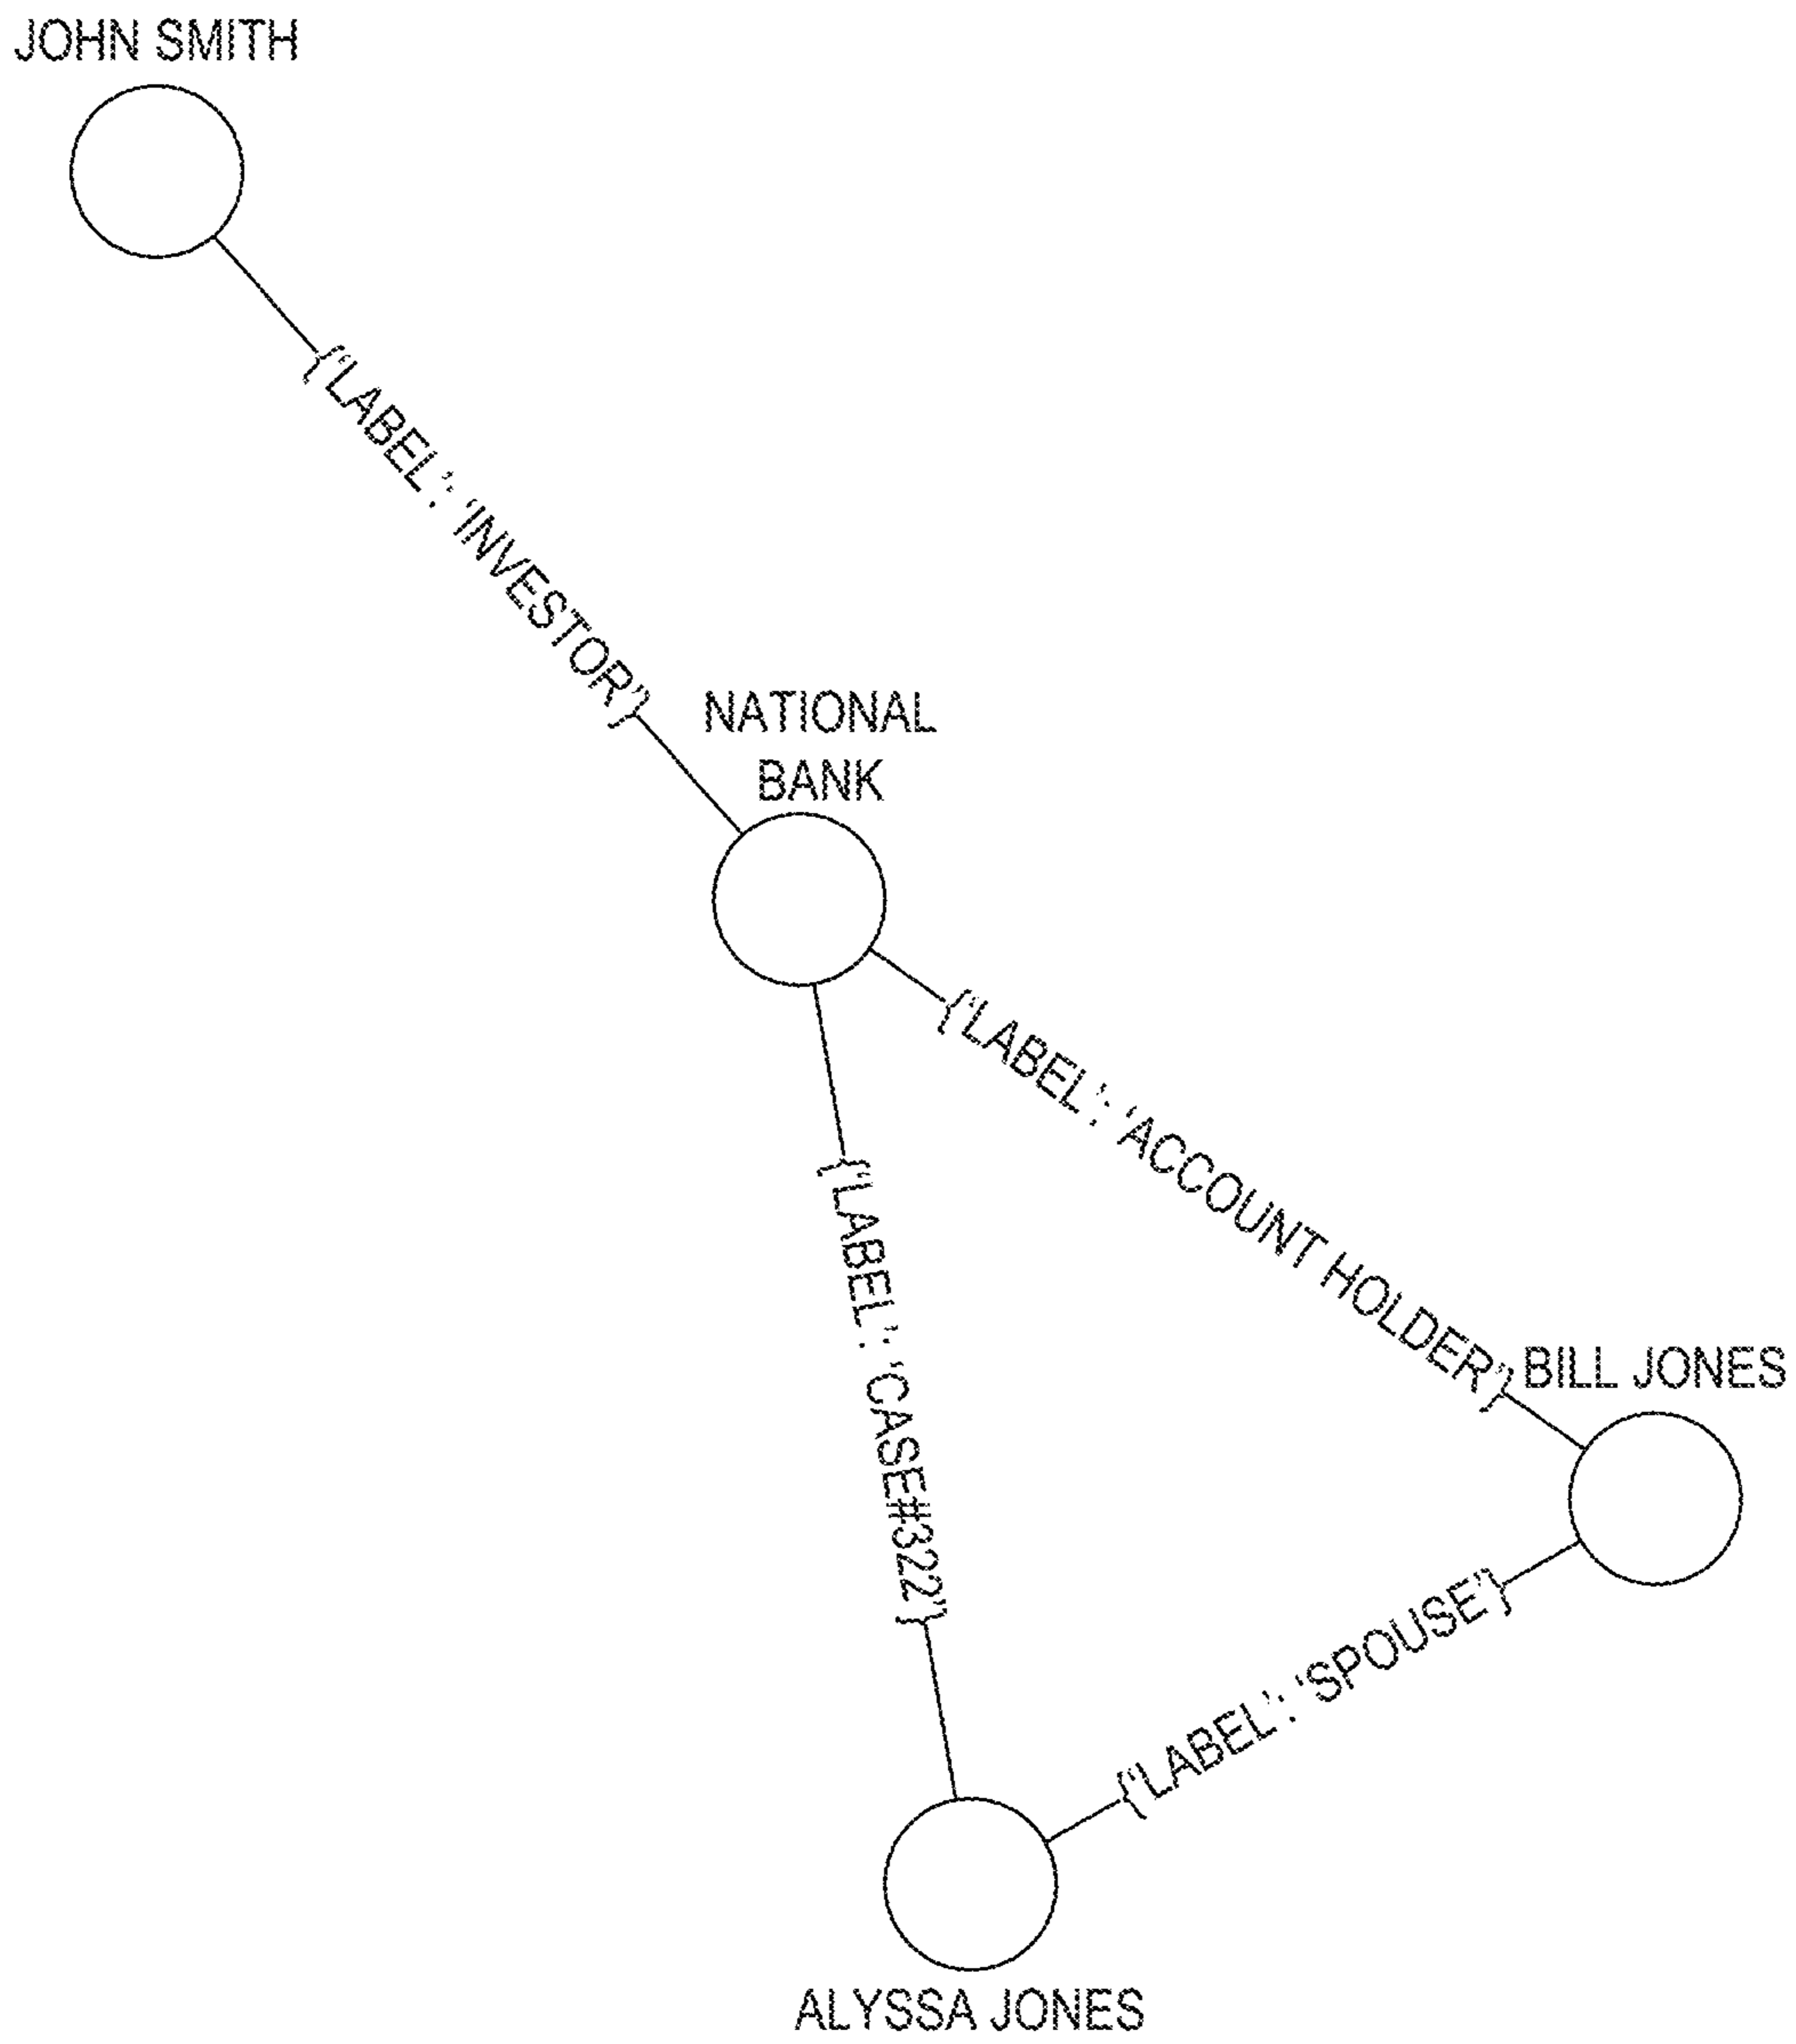 JOHN SMITH
{'LABEL': 'INVESTOR'}
NATIONAL
BANK
{'LABEL': 'ACCOUNT HOLDER'}
{'LABEL': 'CASE#322'}
BILL JONES
{'LABEL': 'SPOUSE'}
ALYSSA JONES